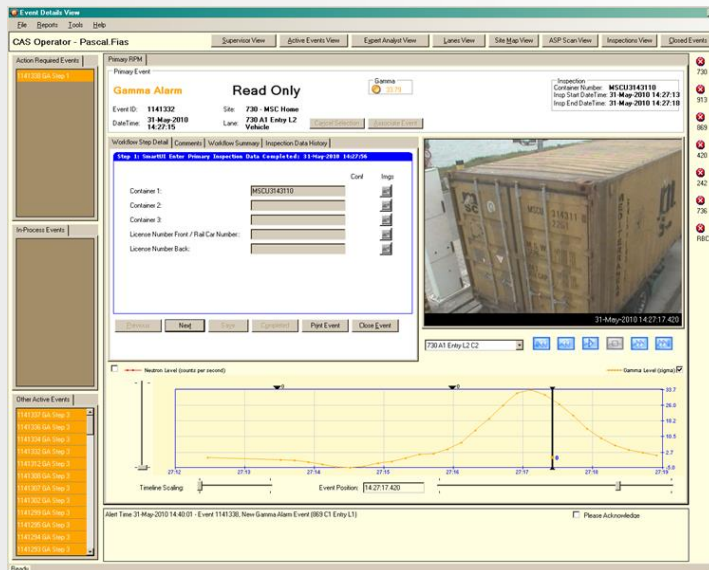 Event Details View
File Reports Tools Help
CAS Operator - Pascal.Fias
Supervisor View Active Events View Expert Analyst View Lanes View Site Map View ASP Scan View Inspections View Closed Events
Action Required Events
1141338 GA Step 1
In-Process Events
Other Active Events
1141337 GA Step 3
1141336 GA Step 3
1141334 GA Step 3
1141332 GA Step 3
1141312 GA Step 3
1141307 GA Step 3
1141302 GA Step 3
1141299 GA Step 3
1141295 GA Step 3
1141294 GA Step 3
1141293 GA Step 3
Primary RPM
Primary Event
Gamma Alarm Read Only
Gamma
Inspection
Container Number: MSCU3143110
Insp Start DateTime: 31-May-2010 14:27:13
Insp End DateTime: 31-May-2010 14:27:18
Event ID: 1141332 Site: 730 - MSC Home
DateTime: 31-May-2010 14:27:15 Lane: 730 A1 Entry L2 Vehicle
Cancel Selection Associate Event
Workflow Step Detail Comments Workflow Summary Inspection Data History
Step 1: SmartUI Enter Primary Inspection Data Completed: 31-May-2010 14:27:56
Conf Imgs
Container 1: MSCU3143110
Container 2:
Container 3:
License Number Front / Rail Car Number:
License Number Back:
Previous Next Save Completed Print Event Close Event
MSCU 314311 0
31-May-2010 14:27:17.420
730 A1 Entry L2 C2
730
913
869
420
242
736
RBC
Neutron Level (counts per second) Gamma Level (sigma)
33.7
26.0
18.2
10.5
2.7
-5.0
27:12 27:13 27:14 27:15 27:16 27:17 27:18 27:19
Timeline Scaling: Event Position: 14:27:17.420
Alert Time 31-May-2010 14:40:01 - Event 1141338, New Gamma Alarm Event (869 C1 Entry L1)
Please Acknowledge
Ready